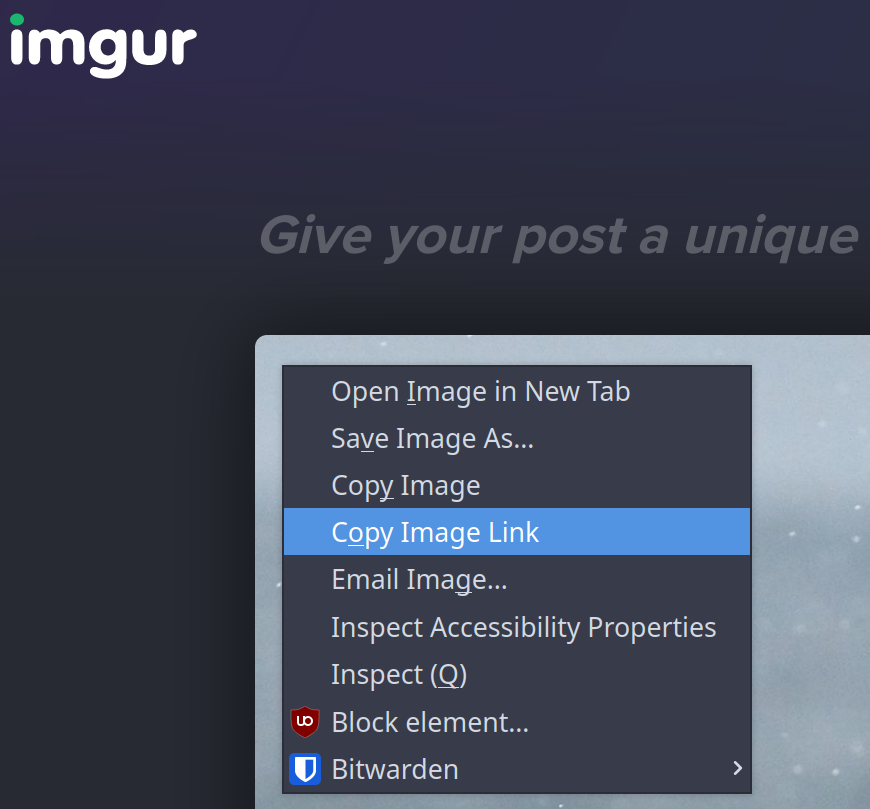 imgur
Give your post a unique
Open Image in New Tab
Save Image As...
Copy Image
Copy Image Link
Email Image...
Inspect Accessibility Properties
Inspect (Q)
Block element...
Bitwarden